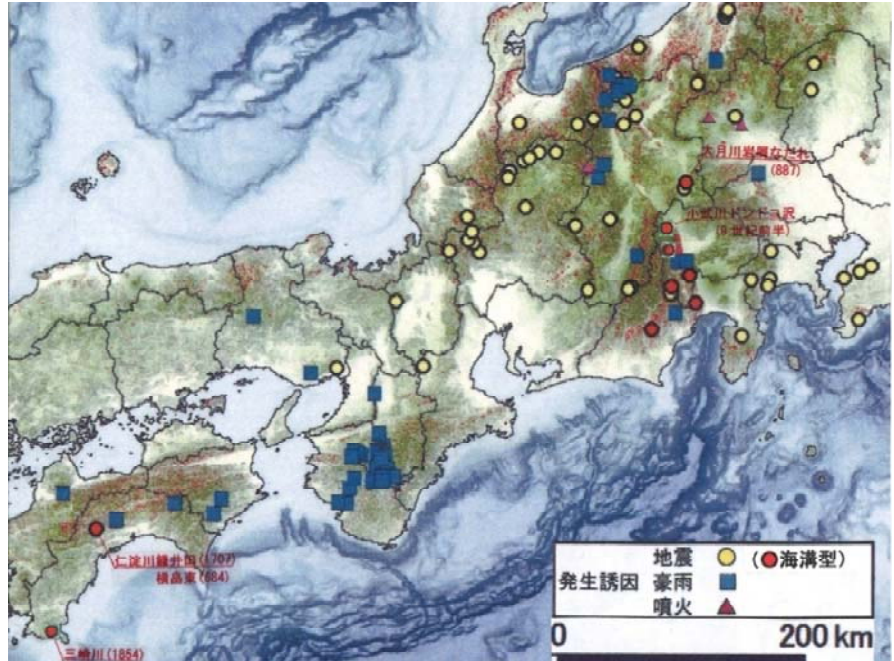 大月川岩屑なだれ
(887)
小武川ドンドコ沢
(9世紀前半)
仁淀川鎌井田(1707)
横畠東(684)
三崎川(1854)
発生誘因
地震 (海溝型)
豪雨
噴火
0 200 km